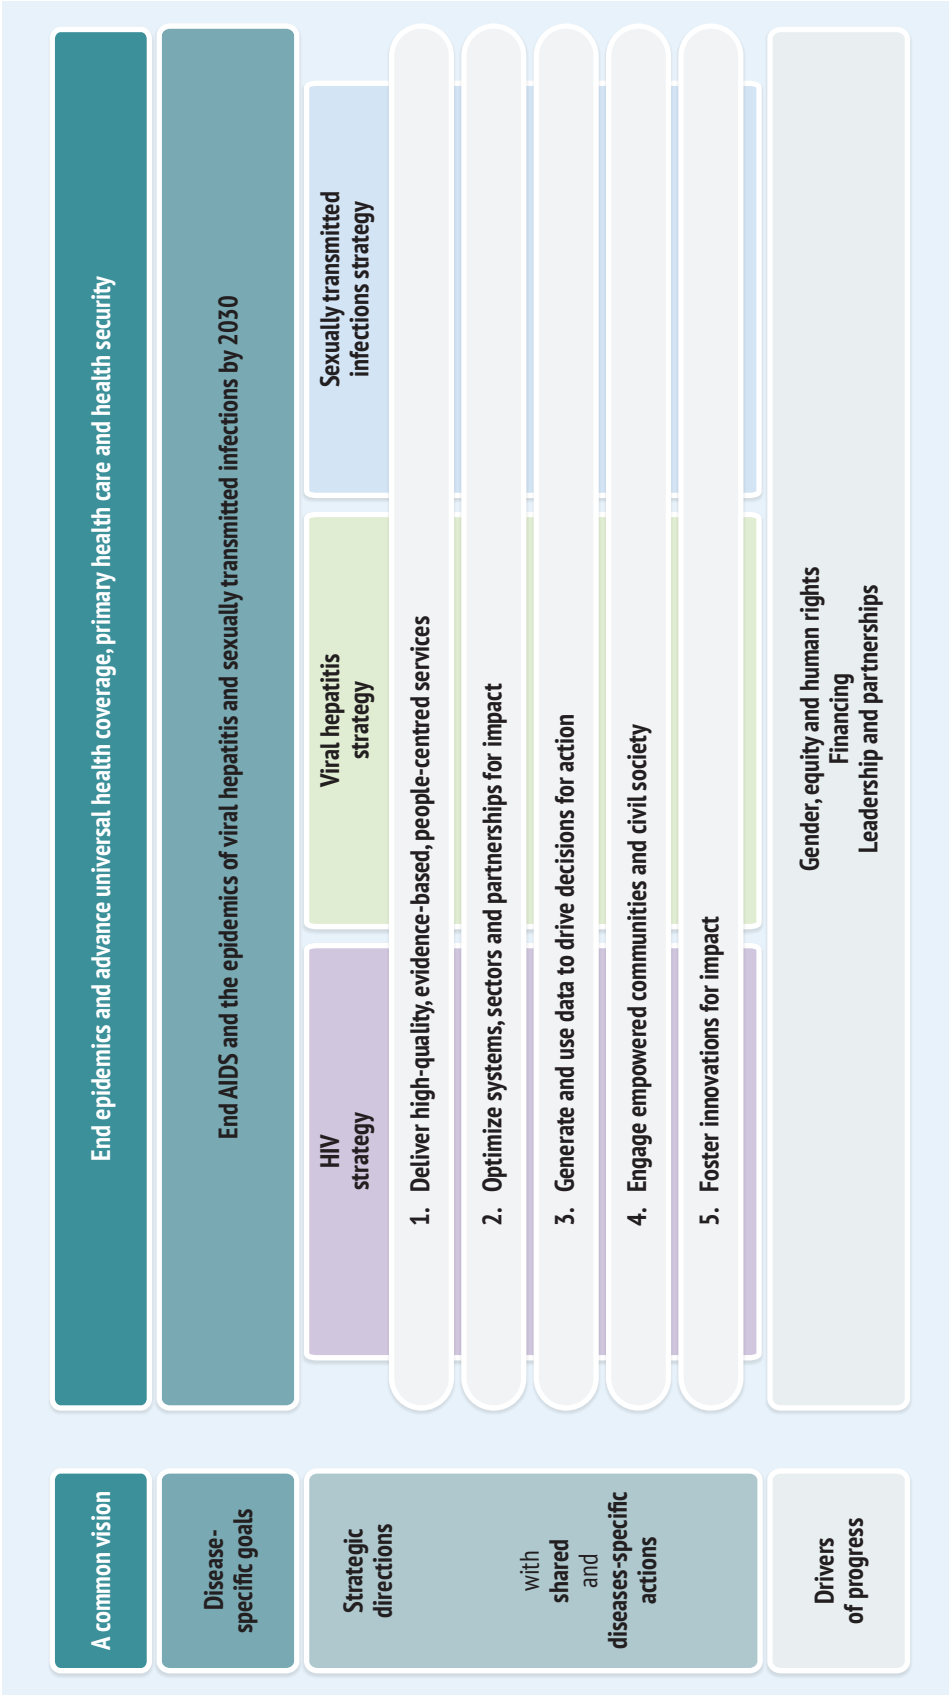 A common vision
End epidemics and advance universal health coverage, primary health care and health security
Disease-
specific goals
End AIDS and the epidemics of viral hepatitis and sexually transmitted infections by 2030
Strategic
directions
with
shared
and
diseases-specific
actions
HIV
strategy
Viral hepatitis
strategy
Sexually transmitted
infections strategy
1. Deliver high-quality, evidence-based, people-centred services
2. Optimize systems, sectors and partnerships for impact
3. Generate and use data to drive decisions for action
4. Engage empowered communities and civil society
5. Foster innovations for impact
Drivers
of progress
Gender, equity and human rights
Financing
Leadership and partnerships